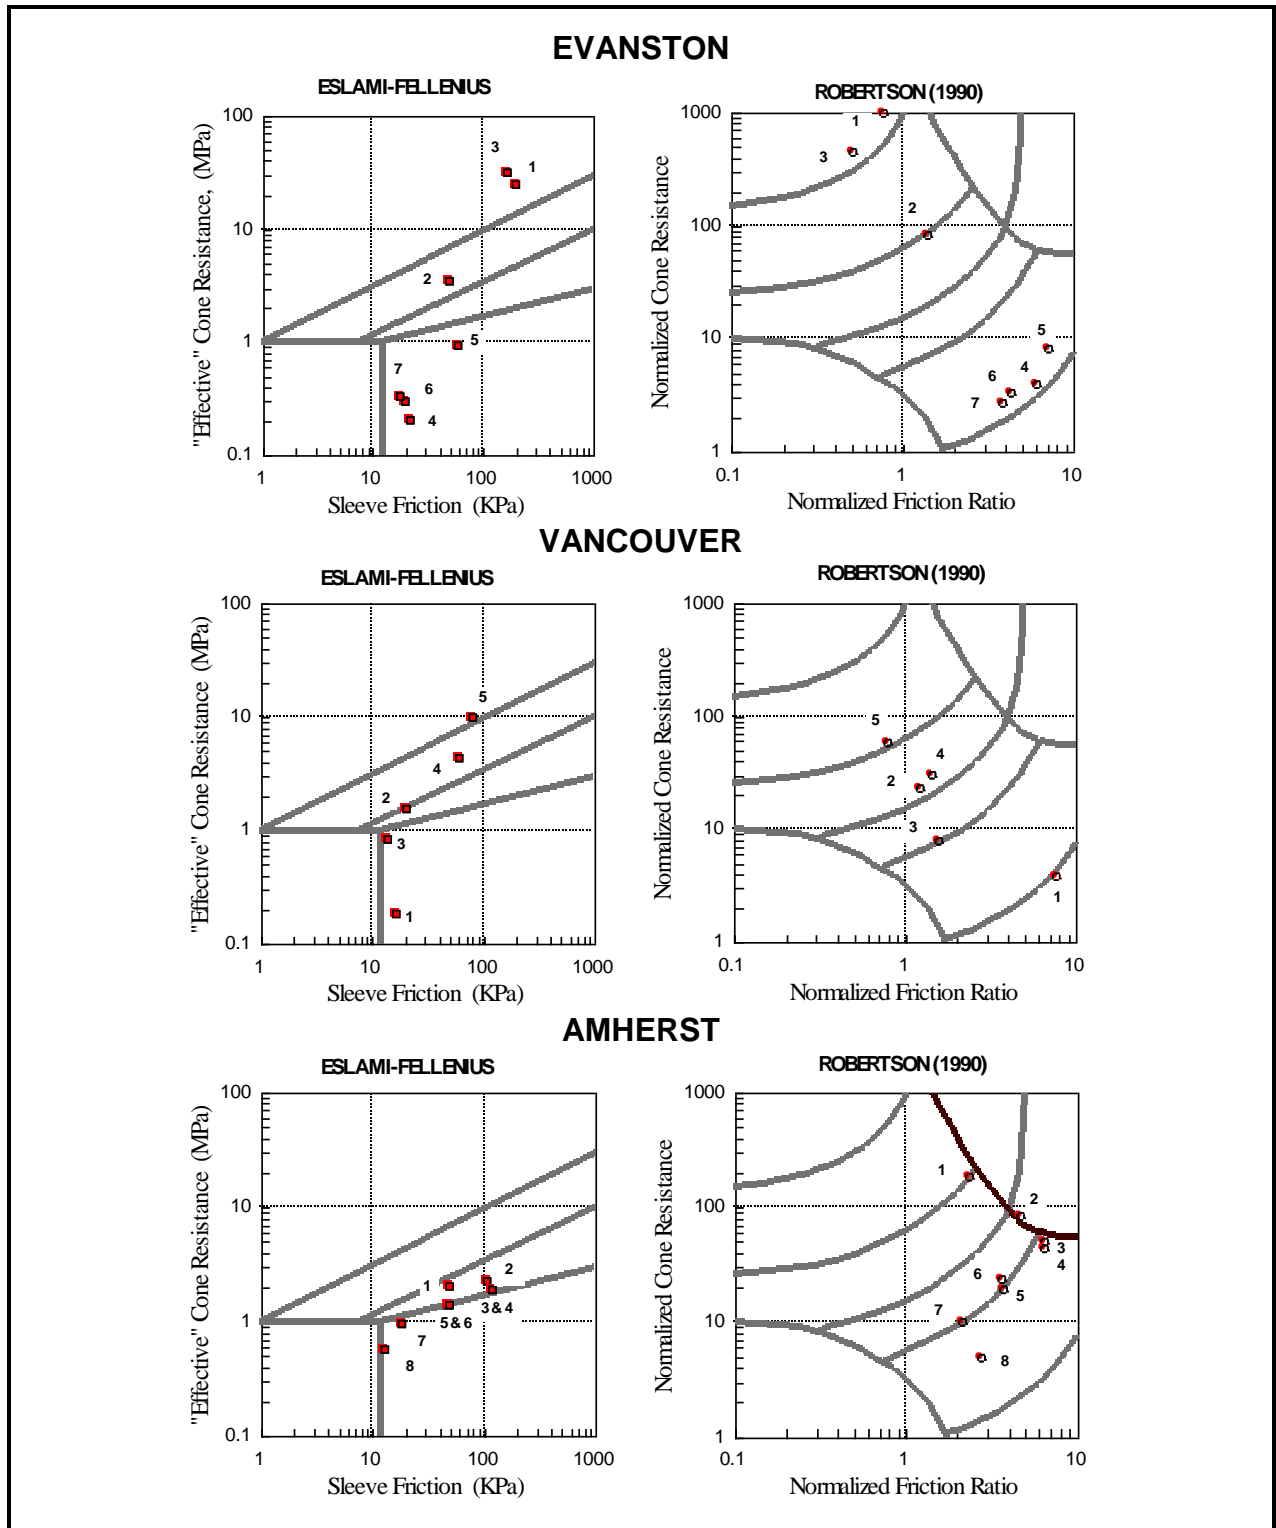 EVANSTON
ESLAMI-FELLENIUS
"Effective" Cone Resistance, (MPa)
100
10
1
0.1
3
1
2
5
7
6
4
1 10 100 1000
Sleeve Friction (KPa)
ROBERTSON (1990)
Normalized Cone Resistance
1000
100
10
1
1
3
2
5
4
6
7
0.1 1 10
Normalized Friction Ratio
VANCOUVER
ESLAMI-FELLENIUS
"Effective" Cone Resistance (MPa)
100
10
1
0.1
5
4
2
3
1
1 10 100 1000
Sleeve Friction (KPa)
ROBERTSON (1990)
Normalized Cone Resistance
1000
100
10
1
5
4
2
3
1
0.1 1 10
Normalized Friction Ratio
AMHERST
ESLAMI-FELLENIUS
"Effective" Cone Resistance (MPa)
100
10
1
0.1
2
1
3 & 4
5 & 6
7
8
1 10 100 1000
Sleeve Friction (KPa)
ROBERTSON (1990)
Normalized Cone Resistance
1000
100
10
1
1
2
3
4
6
5
7
8
0.1 1 10
Normalized Friction Ratio